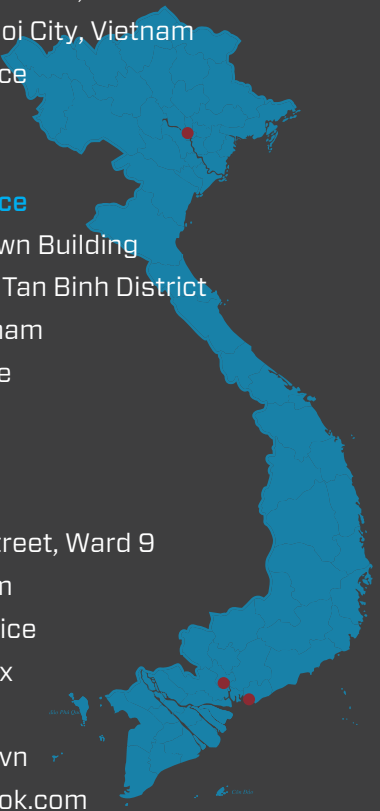 oi City, Vietnam
ce
ce
wn Building
Tan Binh District
nam
e
treet, Ward 9
m
ice
x
vn
ok.com